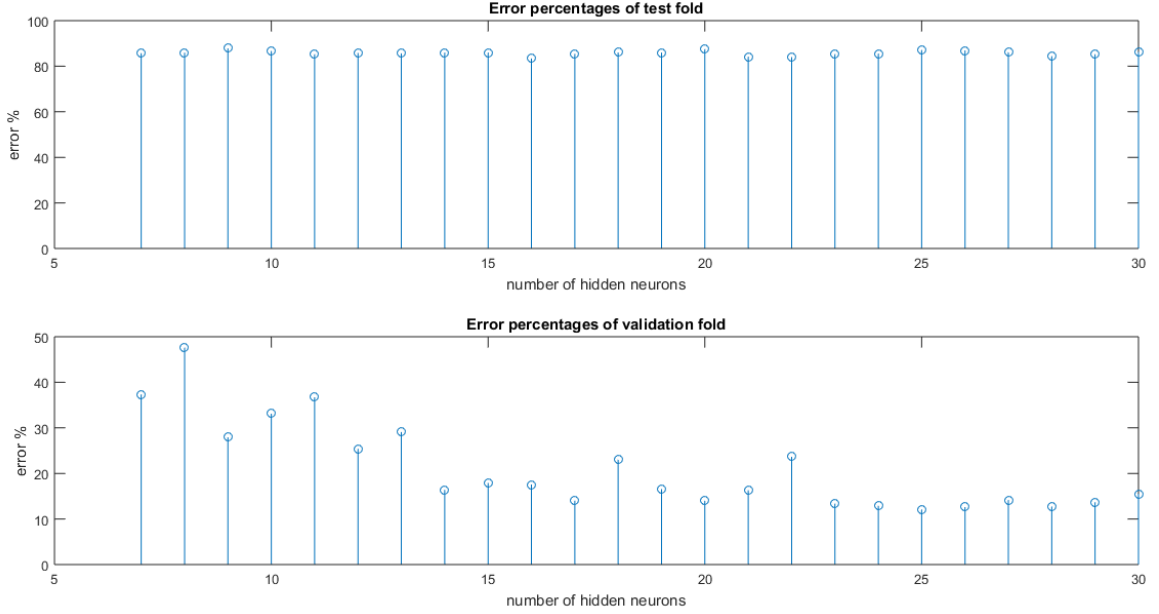 Error percentages of test fold
100
80
60
40
20
0
error %
5 10 15 20 25 30
number of hidden neurons
Error percentages of validation fold
50
40
30
20
10
0
error %
5 10 15 20 25 30
number of hidden neurons